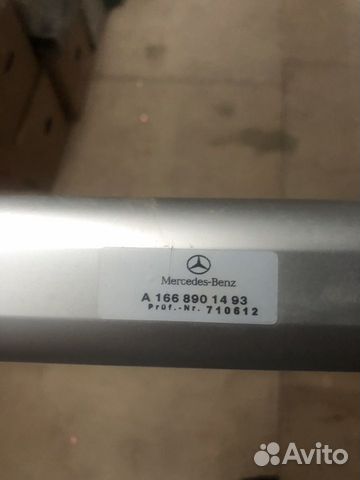 Mercedes-Benz
A 166 890 14 93
Prüf.-Nr. 710612
Avito